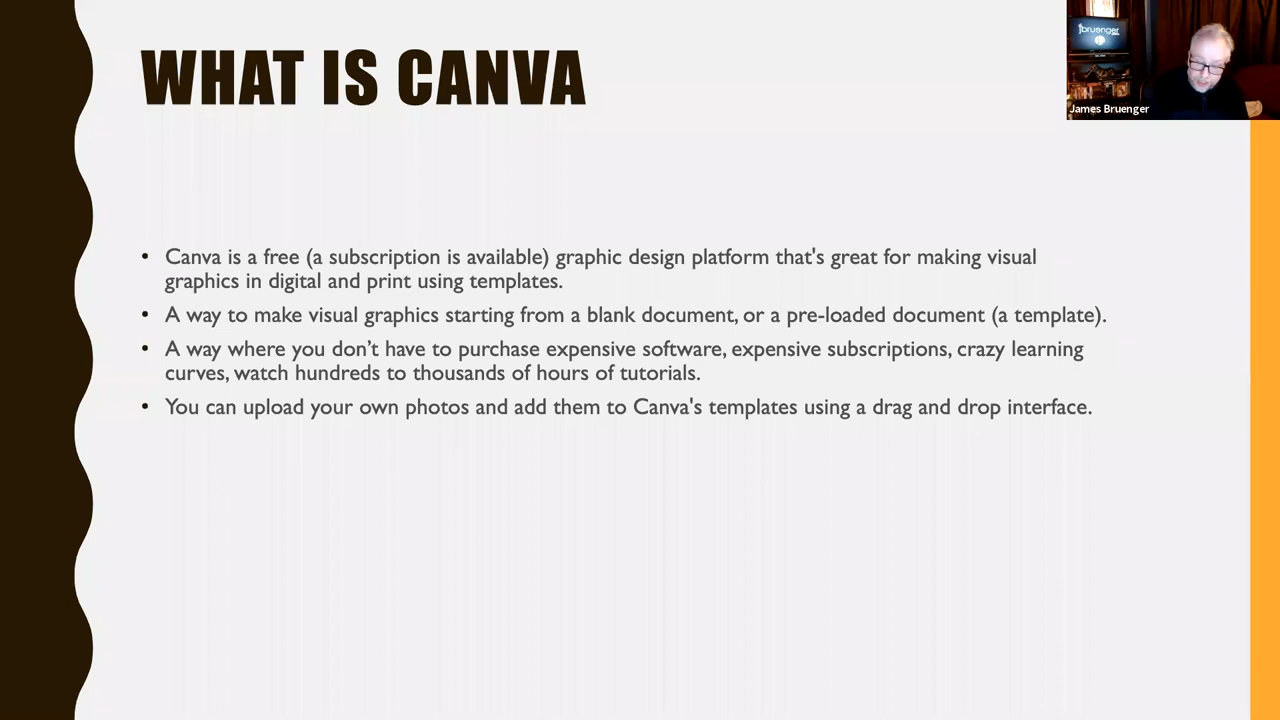 WHAT IS CANVA
jbruenger
James Bruenger
• Canva is a free (a subscription is available) graphic design platform that's great for making visual
graphics in digital and print using templates.
• A way to make visual graphics starting from a blank document, or a pre-loaded document (a template).
• A way where you don’t have to purchase expensive software, expensive subscriptions, crazy learning
curves, watch hundreds to thousands of hours of tutorials.
• You can upload your own photos and add them to Canva's templates using a drag and drop interface.